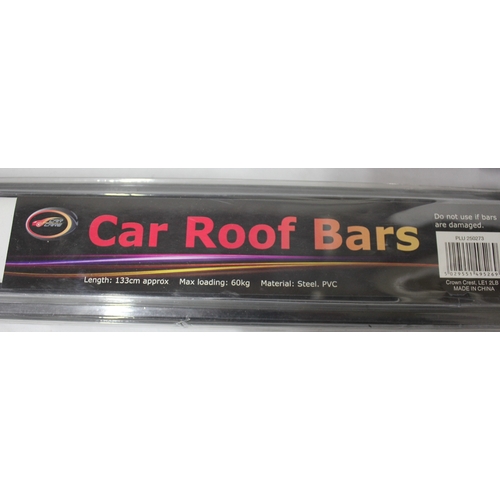 Car Roof Bars
Length: 133cm approx Max loading: 60kg Material: Steel. PVC
Do not use if bars
are damaged.
Crown Crest, LE1 2LB
MADE IN CHINA